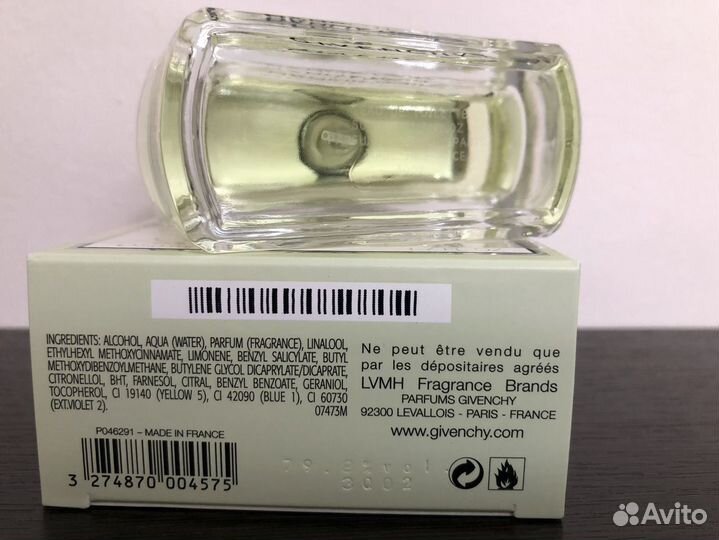 GIVENCHY
INGREDIENTS: ALCOHOL, AQUA (WATER), PARFUM (FRAGRANCE), LINALOOL,
ETHYLHEXYL METHOXYCINNAMATE, LIMONENE, BENZYL SALICYLATE, BUTYL
METHOXYDIBENZOYLMETHANE, BUTYLENE GLYCOL DICAPRYLATE/DICAPRATE,
CITRONELLOL, BHT, FARNESOL, CITRAL, BENZYL BENZOATE, GERANIOL,
TOCOPHEROL, CI 19140 (YELLOW 5), CI 42090 (BLUE 1), CI 60730
(EXT.VIOLET 2). 07473M
P046291 – MADE IN FRANCE
3 274870 004575
Ne peut être vendu que
par les dépositaires agréés
LVMH Fragrance Brands
PARFUMS GIVENCHY
92300 LEVALLOIS - PARIS - FRANCE
www.givenchy.com
3002
Avito